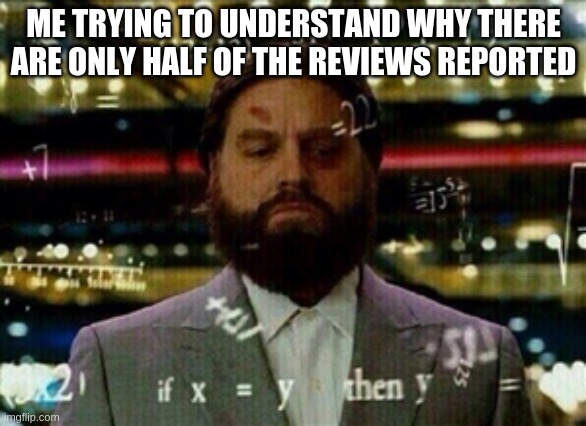 ME TRYING TO UNDERSTAND WHY THERE
ARE ONLY HALF OF THE REVIEWS REPORTED
=22
+7
if x = y then y =
imgflip.com